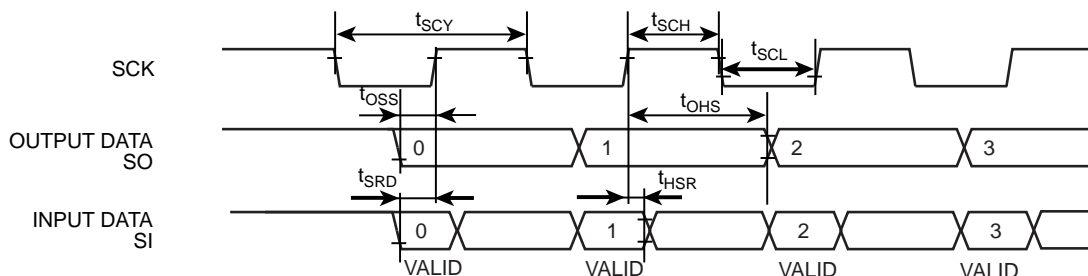 tSCY
tSCH
tSCL
SCK
tOSS
tOHS
OUTPUT DATA
SO
0
1
2
3
tSRD
tHSR
INPUT DATA
SI
0
1
2
3
VALID
VALID
VALID
VALID